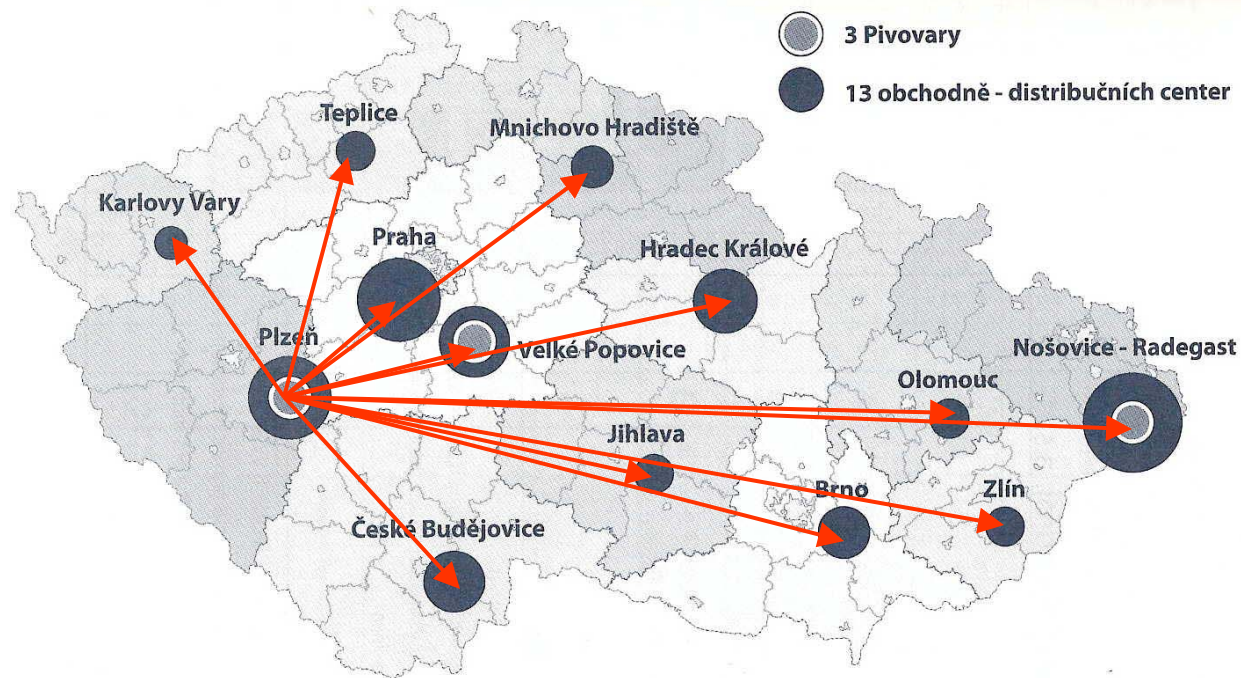 3 Pivovary
13 obchodně - distribučních center
Teplice
Mnichovo Hradiště
Karlovy Vary
Praha
Hradec Králové
Plzeň
Velké Popovice
Nošovice - Radegast
Olomouc
Jihlava
Brno
Zlín
České Budějovice